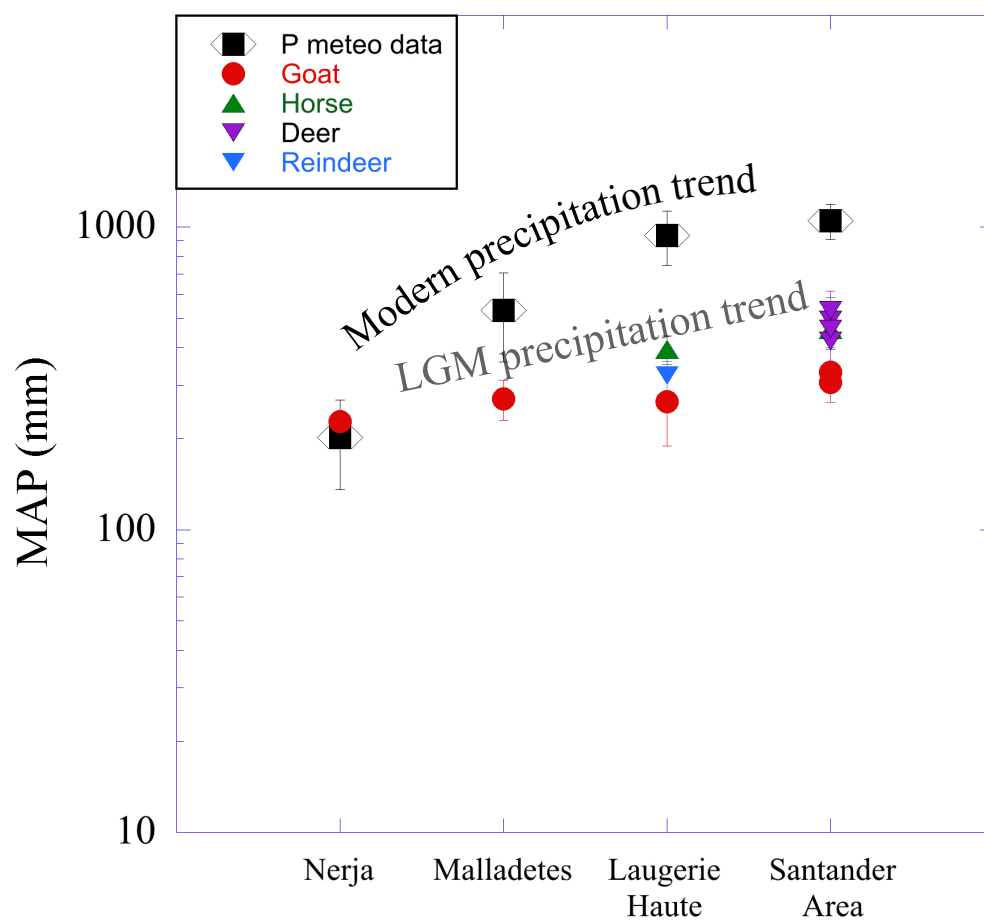 P meteo data
Goat
Horse
Deer
Reindeer
Modern precipitation trend
LGM precipitation trend
MAP (mm)
1000
100
10
Nerja
Malladetes
Laugerie
Haute
Santander
Area